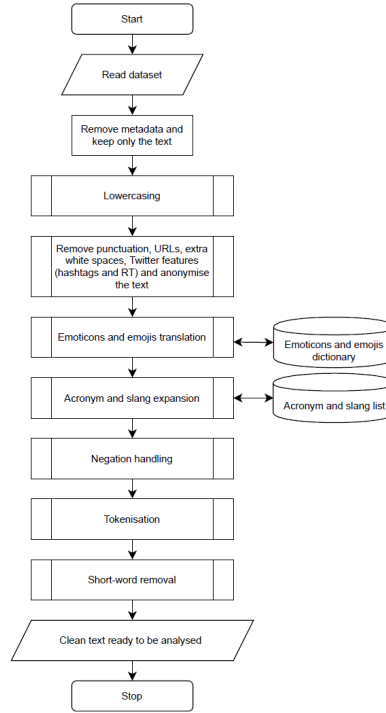 Start
Read dataset
Remove metadata and
keep only the text
Lowercasing
Remove punctuation, URLs, extra
white spaces, Twitter features
(hashtags and RT) and anonymise
the text
Emoticons and emojis translation
Emoticons and emojis
dictionary
Acronym and slang expansion
Acronym and slang list
Negation handling
Tokenisation
Short-word removal
Clean text ready to be analysed
Stop